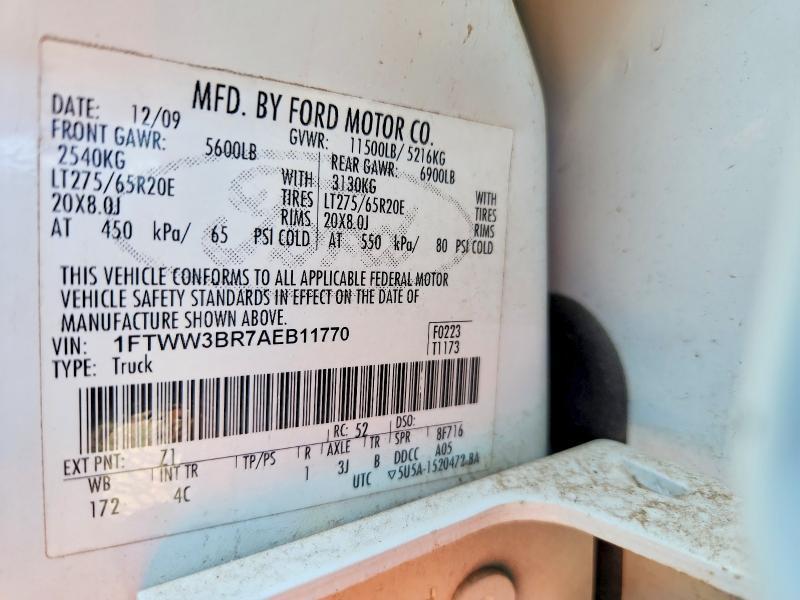 MFD. BY FORD MOTOR CO.
DATE: 12/09 GVWR: 11500LB/ 5216KG
FRONT GAWR: 5600LB REAR GAWR: 6900LB
2540KG WITH 3130KG WITH
LT275/65R20E TIRES LT275/65R20E TIRES
20X8.0J RIMS 20X8.0J RIMS
AT 450 kPa/ 65 PSI COLD AT 550 kPa/ 80 PSI COLD
THIS VEHICLE CONFORMS TO ALL APPLICABLE FEDERAL MOTOR
VEHICLE SAFETY STANDARDS IN EFFECT ON THE DATE OF
MANUFACTURE SHOWN ABOVE.
VIN: 1FTWW3BR7AEB11770 F0223
TYPE: Truck T1173
EXT PNT: Z1 RC: 52 DSO:
WB INT TR TP/PS R AXLE TR SPR 8F716
172 4C 1 3J B DDCC A05
UTC 5U5A-1520472-BA